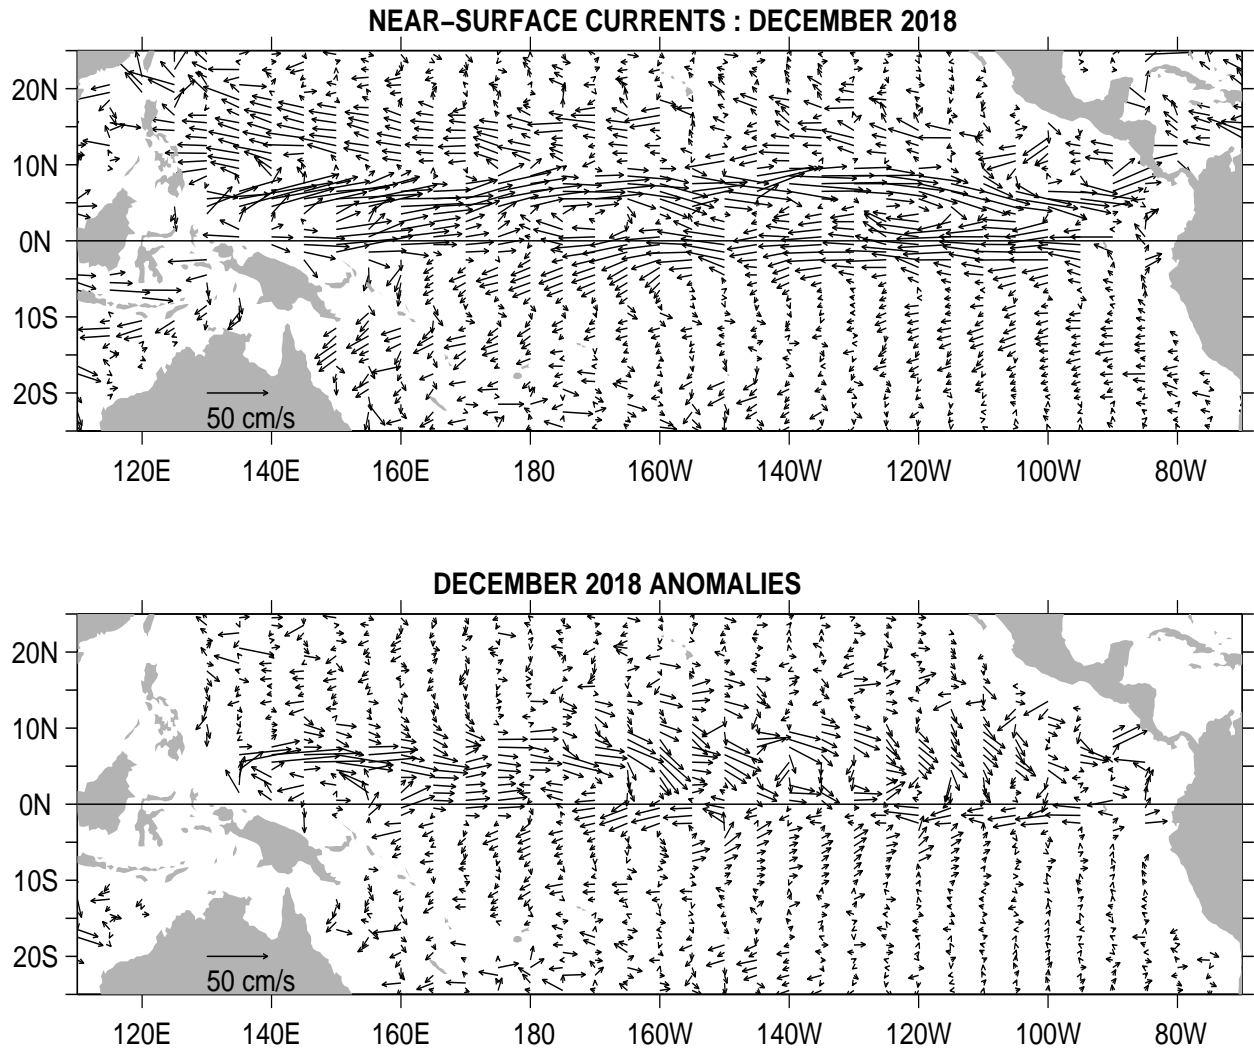 NEAR−SURFACE CURRENTS : DECEMBER 2018
20N
10N
0N
10S
20S
50 cm/s
120E 140E 160E 180 160W 140W 120W 100W 80W
DECEMBER 2018 ANOMALIES
20N
10N
0N
10S
20S
50 cm/s
120E 140E 160E 180 160W 140W 120W 100W 80W